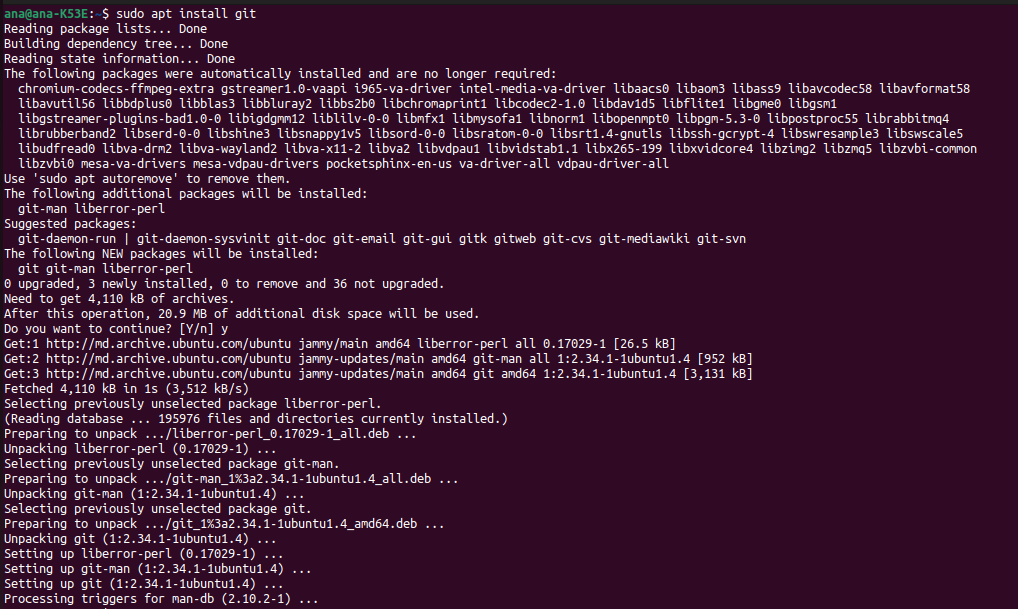 ana@ana-K53E:~$ sudo apt install git
Reading package lists... Done
Building dependency tree... Done
Reading state information... Done
The following packages were automatically installed and are no longer required:
  chromium-codecs-ffmpeg-extra gstreamer1.0-vaapi i965-va-driver intel-media-va-driver libaacs0 libaom3 libass9 libavcodec58 libavformat58
  libavutil56 libbdplus0 libblas3 libbluray2 libbs2b0 libchromaprint1 libcodec2-1.0 libdav1d5 libflite1 libgme0 libgsm1
  libgstreamer-plugins-bad1.0-0 libigdgmm12 liblilv-0-0 libmfx1 libmysofa1 libnorm1 libopenmpt0 libpgm-5.3-0 libpostproc55 librabbitmq4
  librubberband2 libserd-0-0 libshine3 libsnappy1v5 libsord-0-0 libsratom-0-0 libsrt1.4-gnutls libssh-gcrypt-4 libswresample3 libswscale5
  libudfread0 libva-drm2 libva-wayland2 libva-x11-2 libva2 libvdpau1 libvidstab1.1 libx265-199 libxvidcore4 libzimg2 libzmq5 libzvbi-common
  libzvbi0 mesa-va-drivers mesa-vdpau-drivers pocketsphinx-en-us va-driver-all vdpau-driver-all
Use 'sudo apt autoremove' to remove them.
The following additional packages will be installed:
  git-man liberror-perl
Suggested packages:
  git-daemon-run | git-daemon-sysvinit git-doc git-email git-gui gitk gitweb git-cvs git-mediawiki git-svn
The following NEW packages will be installed:
  git git-man liberror-perl
0 upgraded, 3 newly installed, 0 to remove and 36 not upgraded.
Need to get 4,110 kB of archives.
After this operation, 20.9 MB of additional disk space will be used.
Do you want to continue? [Y/n] y
Get:1 http://md.archive.ubuntu.com/ubuntu jammy/main amd64 liberror-perl all 0.17029-1 [26.5 kB]
Get:2 http://md.archive.ubuntu.com/ubuntu jammy-updates/main amd64 git-man all 1:2.34.1-1ubuntu1.4 [952 kB]
Get:3 http://md.archive.ubuntu.com/ubuntu jammy-updates/main amd64 git amd64 1:2.34.1-1ubuntu1.4 [3,131 kB]
Fetched 4,110 kB in 1s (3,512 kB/s)
Selecting previously unselected package liberror-perl.
(Reading database ... 195976 files and directories currently installed.)
Preparing to unpack .../liberror-perl_0.17029-1_all.deb ...
Unpacking liberror-perl (0.17029-1) ...
Selecting previously unselected package git-man.
Preparing to unpack .../git-man_1%3a2.34.1-1ubuntu1.4_all.deb ...
Unpacking git-man (1:2.34.1-1ubuntu1.4) ...
Selecting previously unselected package git.
Preparing to unpack .../git_1%3a2.34.1-1ubuntu1.4_amd64.deb ...
Unpacking git (1:2.34.1-1ubuntu1.4) ...
Setting up liberror-perl (0.17029-1) ...
Setting up git-man (1:2.34.1-1ubuntu1.4) ...
Setting up git (1:2.34.1-1ubuntu1.4) ...
Processing triggers for man-db (2.10.2-1) ...